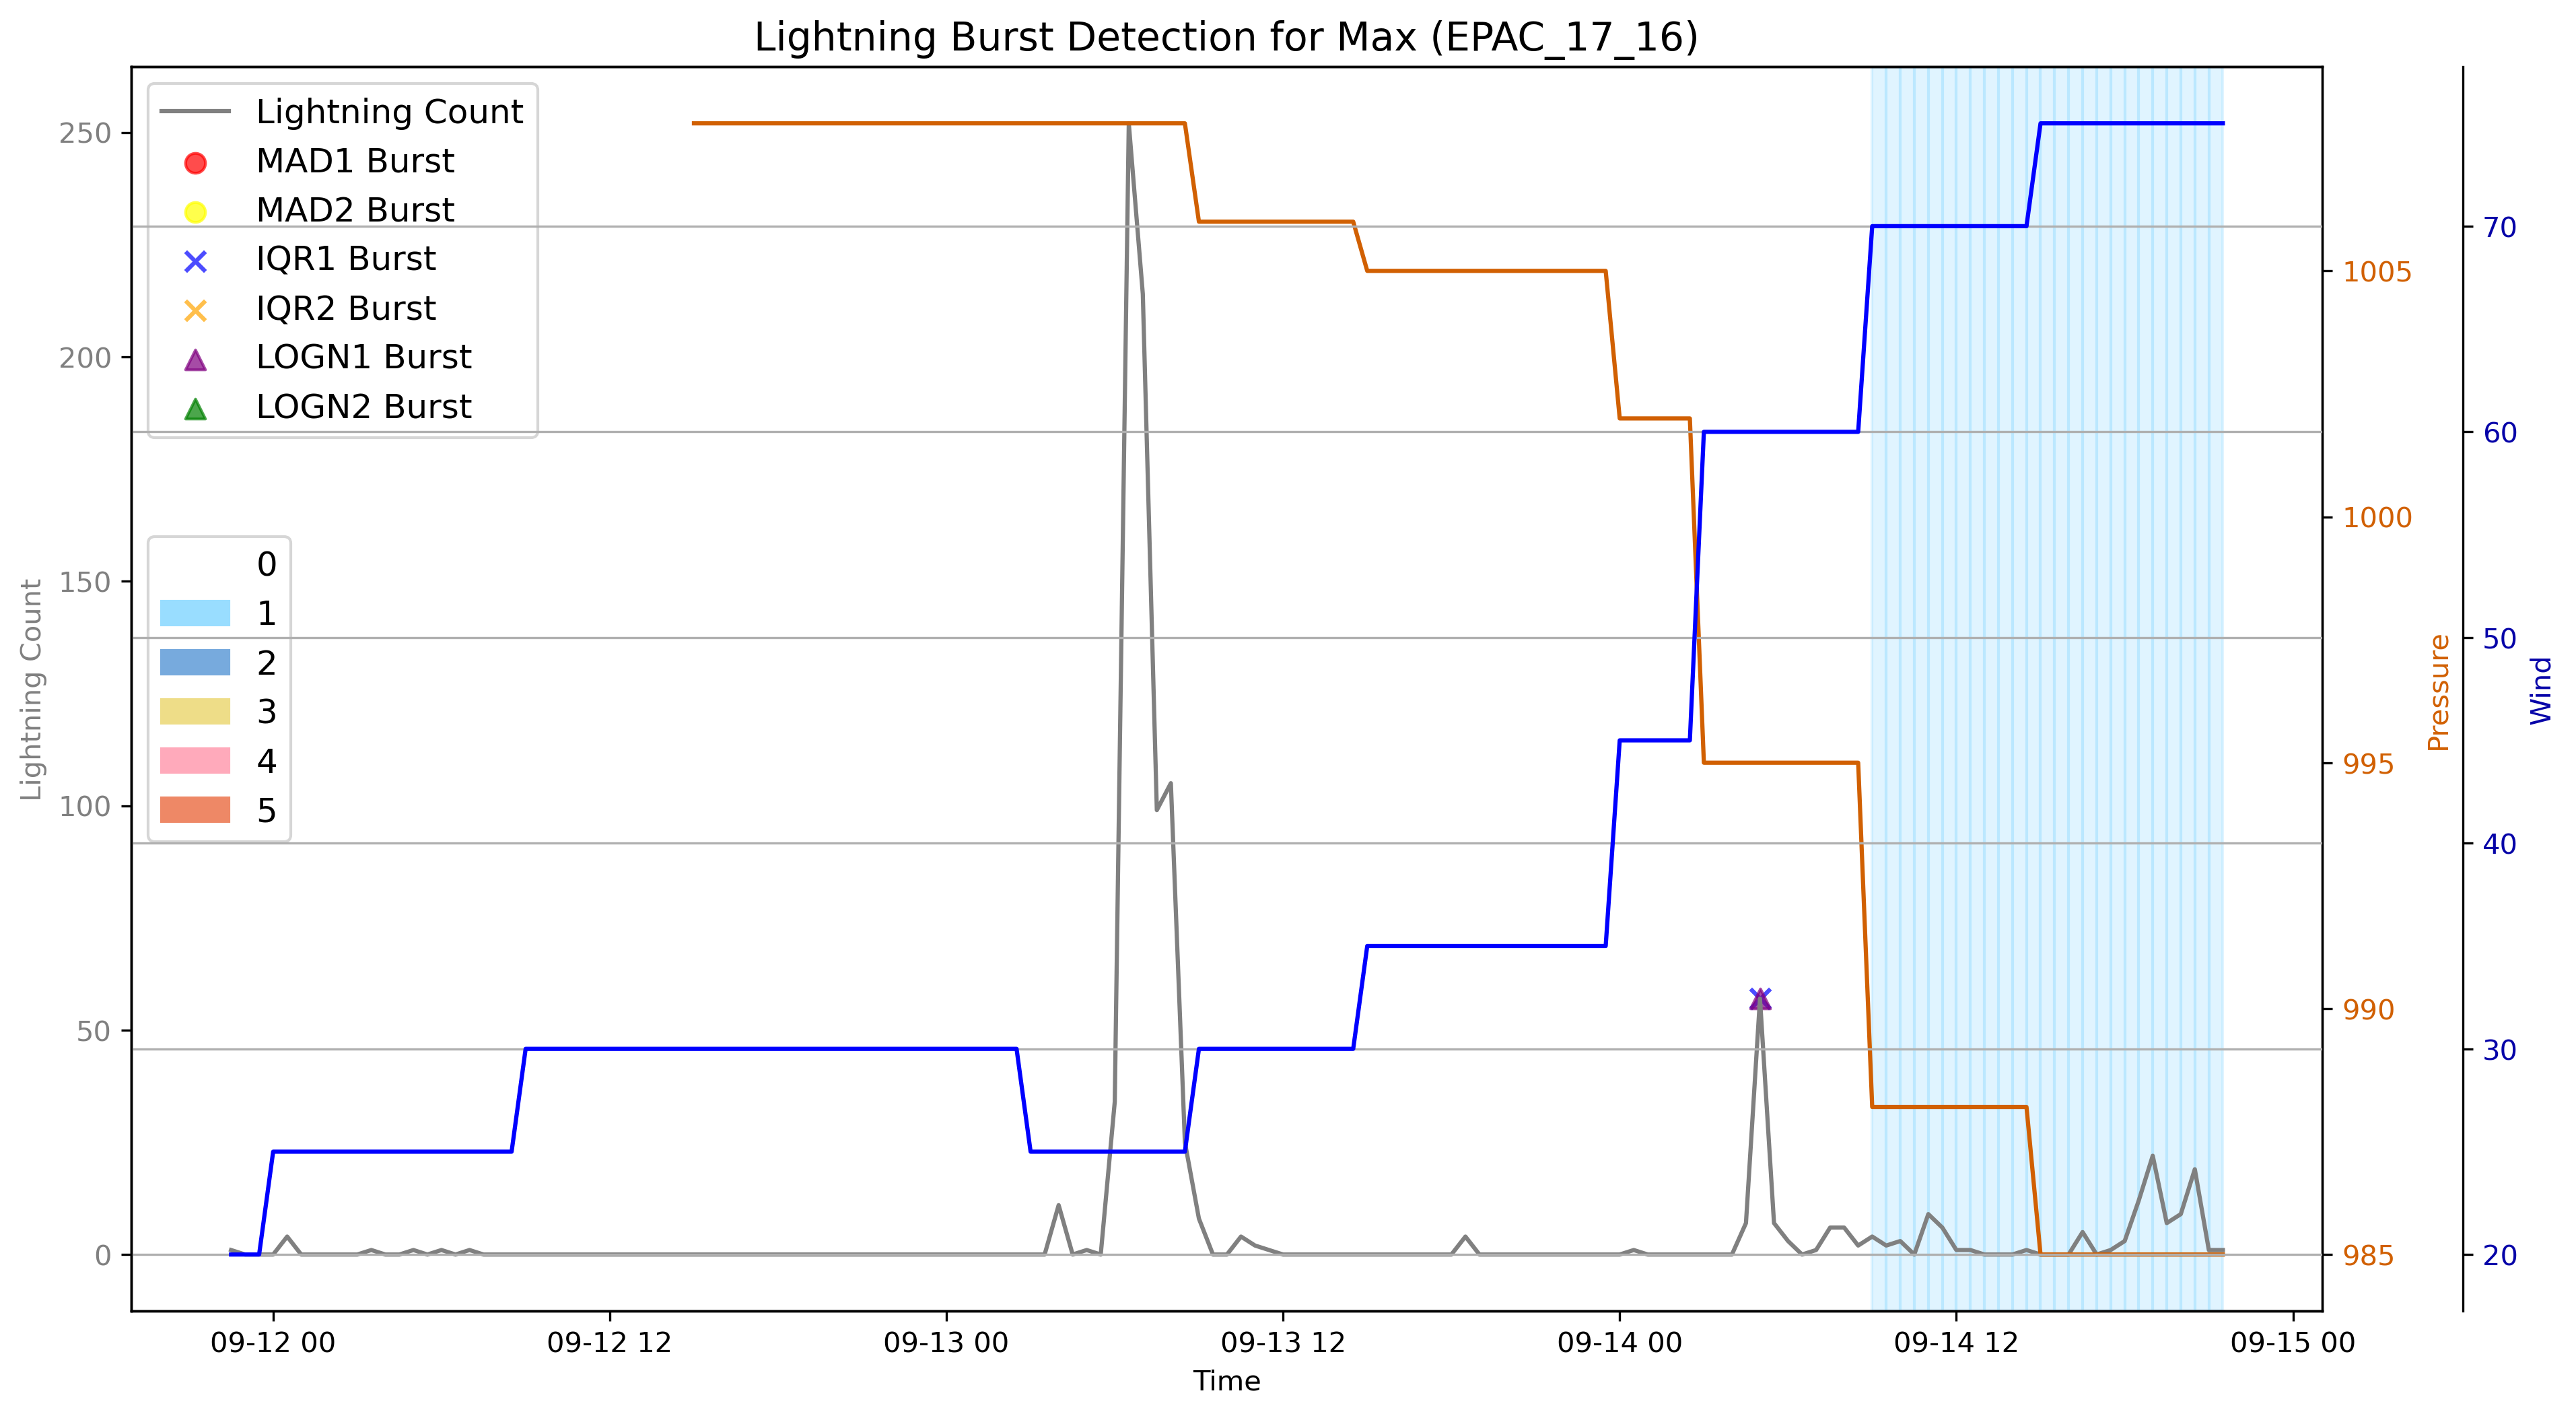 Lightning Burst Detection for Max (EPAC_17_16)
Lightning Count
MAD1 Burst
MAD2 Burst
IQR1 Burst
IQR2 Burst
LOGN1 Burst
LOGN2 Burst
0
1
2
3
4
5
250
200
150
100
50
0
Lightning Count
1005
1000
995
990
985
Pressure
70
60
50
40
30
20
Wind
09-12 00
09-12 12
09-13 00
09-13 12
09-14 00
09-14 12
09-15 00
Time